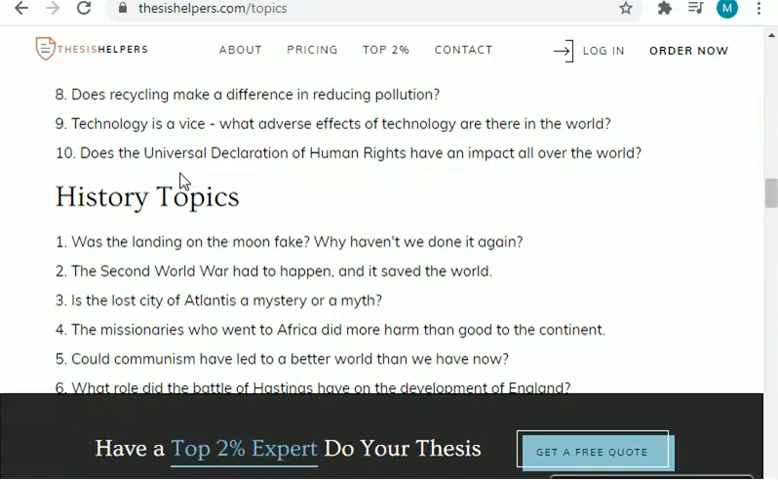 thesishelpers.com/topics
M
THESISHELPERS
ABOUT
PRICING
TOP 2%
CONTACT
LOG IN
ORDER NOW
8. Does recycling make a difference in reducing pollution?
9. Technology is a vice - what adverse effects of technology are there in the world?
10. Does the Universal Declaration of Human Rights have an impact all over the world?
History Topics
1. Was the landing on the moon fake? Why haven't we done it again?
2. The Second World War had to happen, and it saved the world.
3. Is the lost city of Atlantis a mystery or a myth?
4. The missionaries who went to Africa did more harm than good to the continent.
5. Could communism have led to a better world than we have now?
6. What role did the battle of Hastings have on the development of England?
Have a Top 2% Expert Do Your Thesis
GET A FREE QUOTE